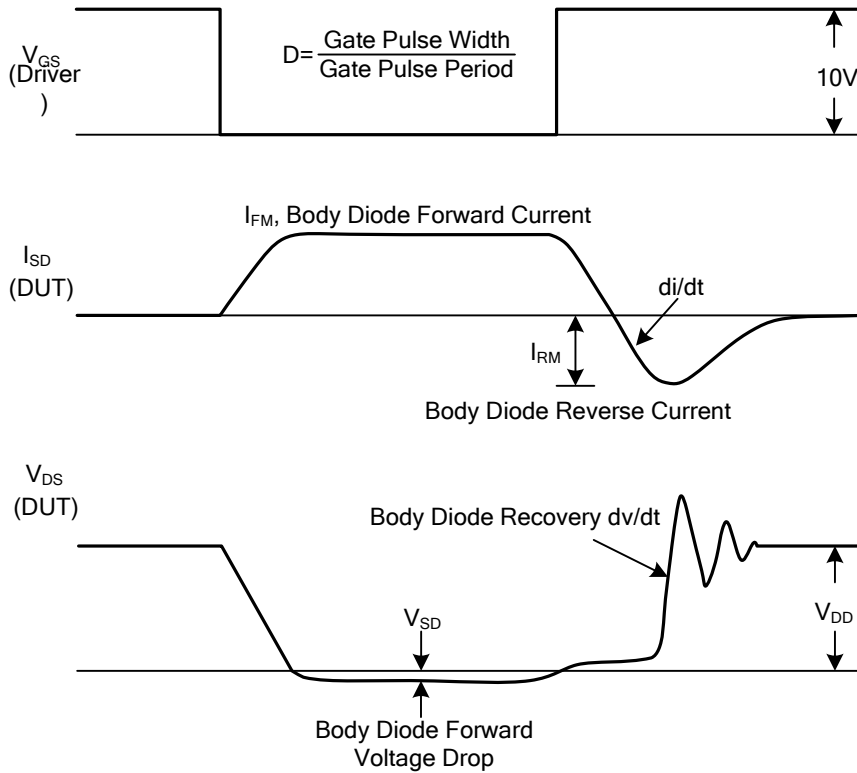 V_GS
(Driver
)
D= Gate Pulse Width
Gate Pulse Period
10V
I_FM, Body Diode Forward Current
I_SD
(DUT)
di/dt
I_RM
Body Diode Reverse Current
V_DS
(DUT)
Body Diode Recovery dv/dt
V_SD
V_DD
Body Diode Forward
Voltage Drop